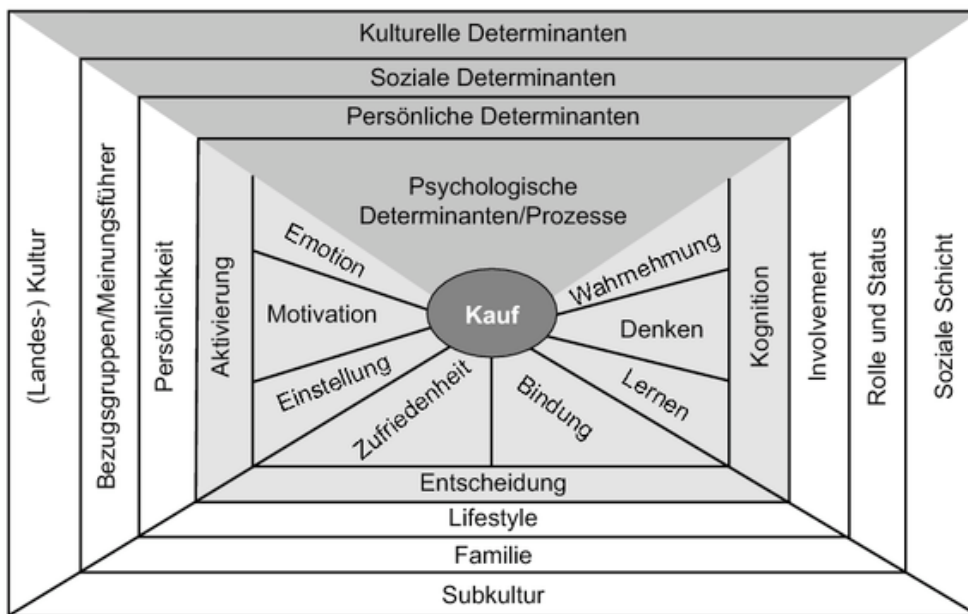 Kulturelle Determinanten
Soziale Determinanten
Persönliche Determinanten
Psychologische
Determinanten/Prozesse
(Landes-) Kultur
Bezugsgruppen/Meinungsführer
Persönlichkeit
Aktivierung
Emotion
Motivation
Einstellung
Zufriedenheit
Kauf
Bindung
Wahrnehmung
Denken
Lernen
Kognition
Involvement
Rolle und Status
Soziale Schicht
Entscheidung
Lifestyle
Familie
Subkultur